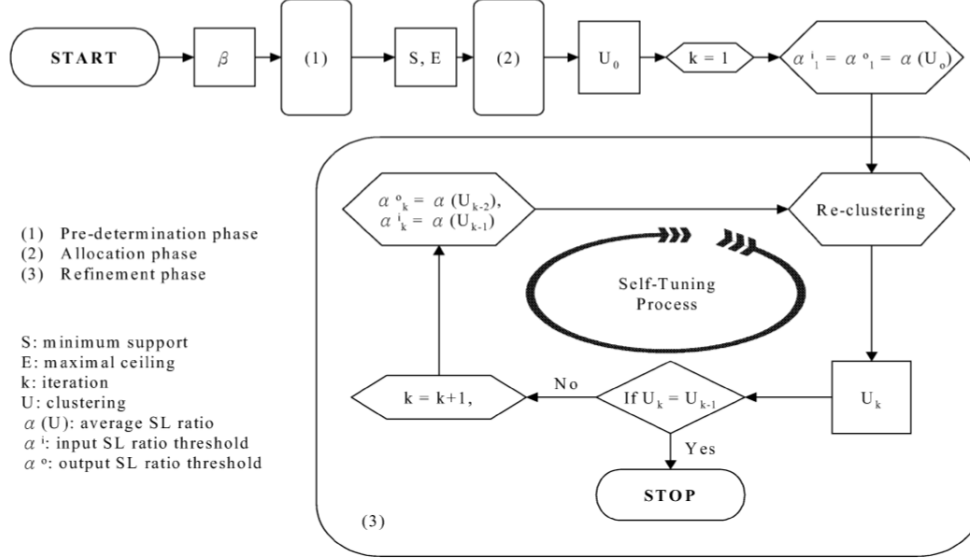 START
β
(1)
S, E
(2)
U₀
k = 1
α ⁱ₁ = α ᵒ₁ = α (Uₒ)
α ᵒₖ = α (Uₖ₋₂),
α ⁱₖ = α (Uₖ₋₁)
Re-clustering
(1) Pre-determination phase
(2) Allocation phase
(3) Refinement phase
Self-Tuning
Process
S: minimum support
E: maximal ceiling
k: iteration
U: clustering
α (U): average SL ratio
α ⁱ: input SL ratio threshold
α ᵒ: output SL ratio threshold
k = k+1,
No
If Uₖ = Uₖ₋₁
Uₖ
Yes
STOP
(3)